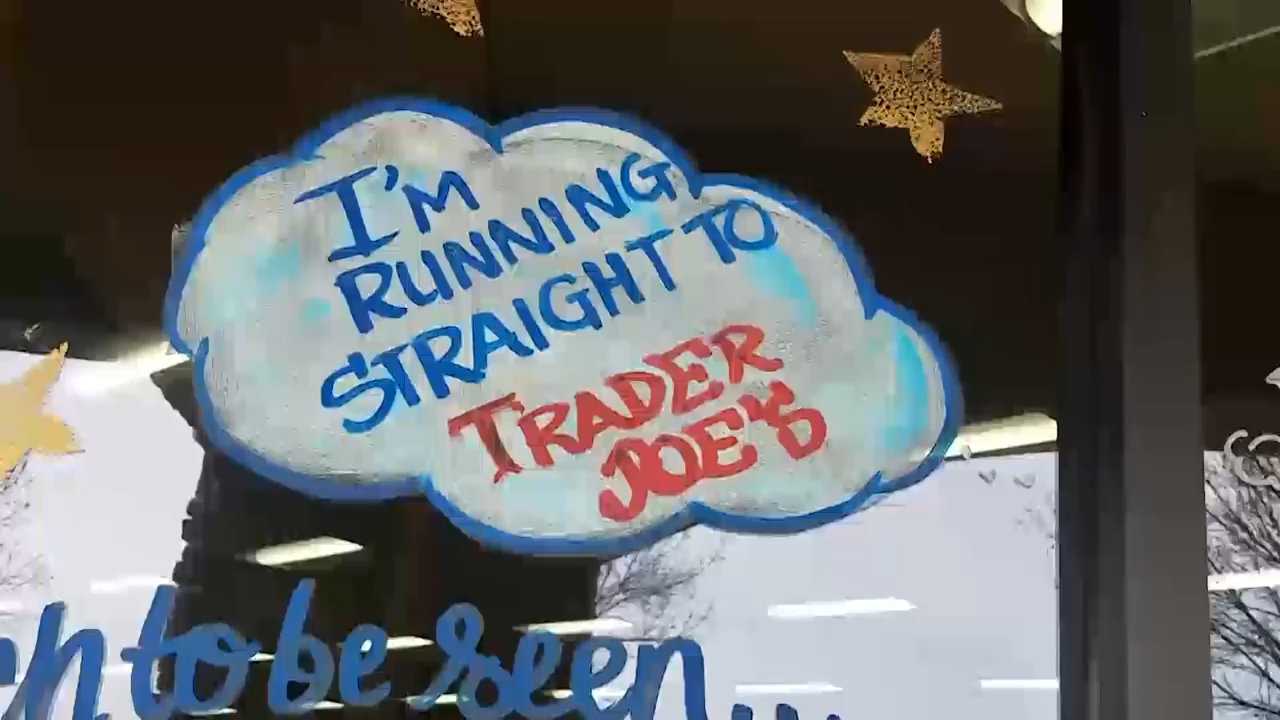 I'M
RUNNING
STRAIGHT TO
TRADER
JOE'S
to be seen...